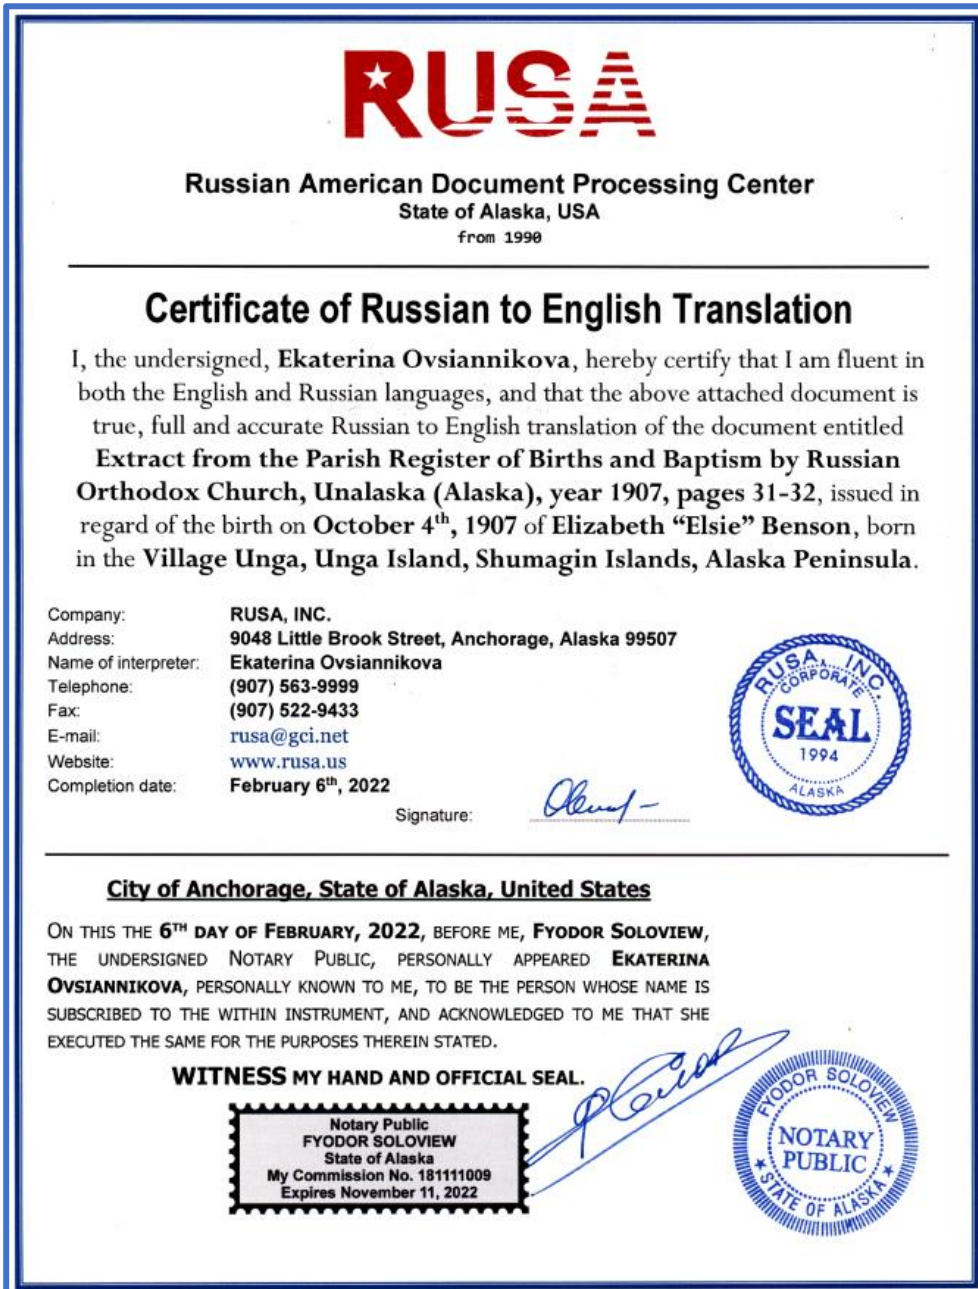 RUSA
Russian American Document Processing Center
State of Alaska, USA
from 1990
Certificate of Russian to English Translation
I, the undersigned, Ekaterina Ovsiannikova, hereby certify that I am fluent in
both the English and Russian languages, and that the above attached document is
true, full and accurate Russian to English translation of the document entitled
Extract from the Parish Register of Births and Baptism by Russian
Orthodox Church, Unalaska (Alaska), year 1907, pages 31-32, issued in
regard of the birth on October 4th, 1907 of Elizabeth “Elsie” Benson, born
in the Village Unga, Unga Island, Shumagin Islands, Alaska Peninsula.
Company: RUSA, INC.
Address: 9048 Little Brook Street, Anchorage, Alaska 99507
Name of interpreter: Ekaterina Ovsiannikova
Telephone: (907) 563-9999
Fax: (907) 522-9433
E-mail: rusa@gci.net
Website: www.rusa.us
Completion date: February 6th, 2022
Signature:
RUSA, INC.
CORPORATE
SEAL
1994
ALASKA
City of Anchorage, State of Alaska, United States
ON THIS THE 6TH DAY OF FEBRUARY, 2022, BEFORE ME, FYODOR SOLOVIEW,
THE UNDERSIGNED NOTARY PUBLIC, PERSONALLY APPEARED EKATERINA
OVSIANNIKOVA, PERSONALLY KNOWN TO ME, TO BE THE PERSON WHOSE NAME IS
SUBSCRIBED TO THE WITHIN INSTRUMENT, AND ACKNOWLEDGED TO ME THAT SHE
EXECUTED THE SAME FOR THE PURPOSES THEREIN STATED.
WITNESS MY HAND AND OFFICIAL SEAL.
Notary Public
FYODOR SOLOVIEW
State of Alaska
My Commission No. 181111009
Expires November 11, 2022
FYODOR SOLOVIEW
NOTARY
PUBLIC
STATE OF ALASKA